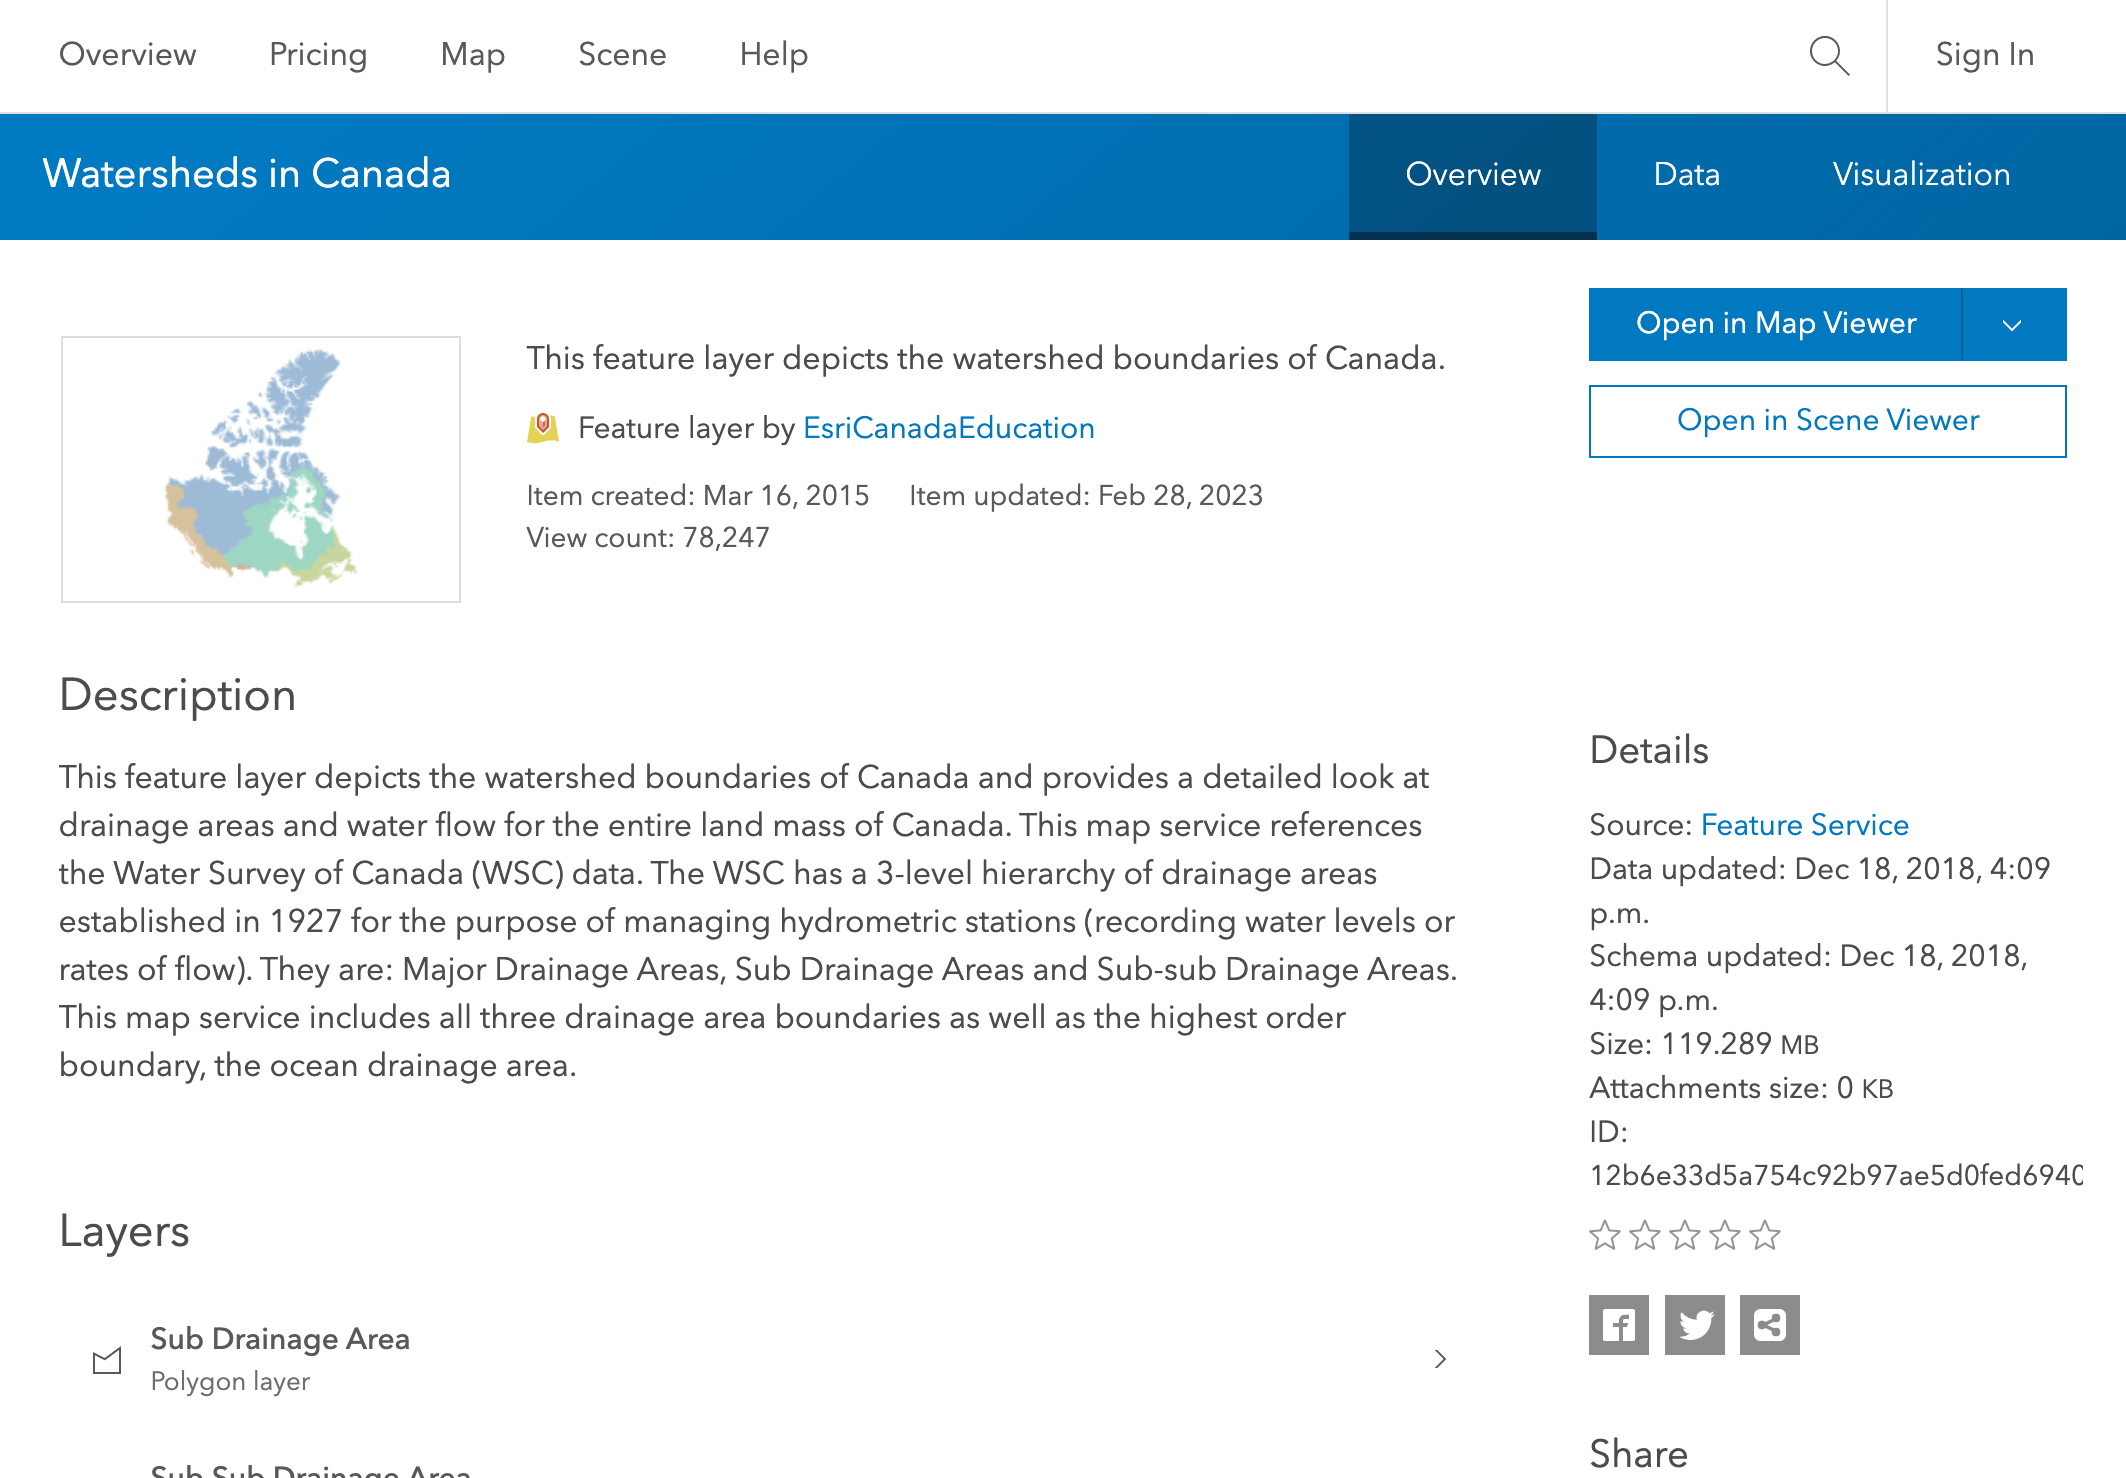 Overview Pricing Map Scene Help Sign In
Watersheds in Canada Overview Data Visualization
This feature layer depicts the watershed boundaries of Canada.
Feature layer by EsriCanadaEducation
Item created: Mar 16, 2015 Item updated: Feb 28, 2023
View count: 78,247
Open in Map Viewer
Open in Scene Viewer
Description
This feature layer depicts the watershed boundaries of Canada and provides a detailed look at
drainage areas and water flow for the entire land mass of Canada. This map service references
the Water Survey of Canada (WSC) data. The WSC has a 3-level hierarchy of drainage areas
established in 1927 for the purpose of managing hydrometric stations (recording water levels or
rates of flow). They are: Major Drainage Areas, Sub Drainage Areas and Sub-sub Drainage Areas.
This map service includes all three drainage area boundaries as well as the highest order
boundary, the ocean drainage area.
Layers
Sub Drainage Area
Polygon layer
Sub Sub Drainage Area
Details
Source: Feature Service
Data updated: Dec 18, 2018, 4:09
p.m.
Schema updated: Dec 18, 2018,
4:09 p.m.
Size: 119.289 MB
Attachments size: 0 KB
ID:
12b6e33d5a754c92b97ae5d0fed6940
Share